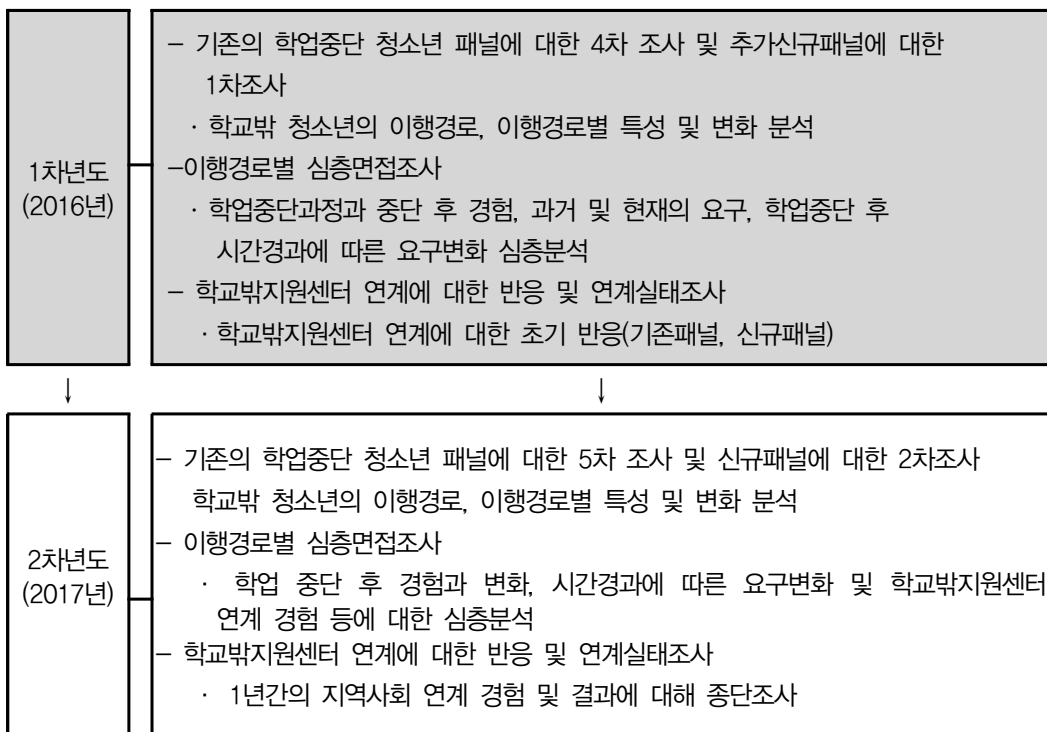 1차년도
(2016년)
– 기존의 학업중단 청소년 패널에 대한 4차 조사 및 추가신규패널에 대한
1차조사
· 학교밖 청소년의 이행경로, 이행경로별 특성 및 변화 분석
–이행경로별 심층면접조사
· 학업중단과정과 중단 후 경험, 과거 및 현재의 요구, 학업중단 후
시간경과에 따른 요구변화 심층분석
– 학교밖지원센터 연계에 대한 반응 및 연계실태조사
· 학교밖지원센터 연계에 대한 초기 반응(기존패널, 신규패널)
↓ ↓
2차년도
(2017년)
– 기존의 학업중단 청소년 패널에 대한 5차 조사 및 신규패널에 대한 2차조사
학교밖 청소년의 이행경로, 이행경로별 특성 및 변화 분석
– 이행경로별 심층면접조사
· 학업 중단 후 경험과 변화, 시간경과에 따른 요구변화 및 학교밖지원센터
연계 경험 등에 대한 심층분석
– 학교밖지원센터 연계에 대한 반응 및 연계실태조사
· 1년간의 지역사회 연계 경험 및 결과에 대해 종단조사